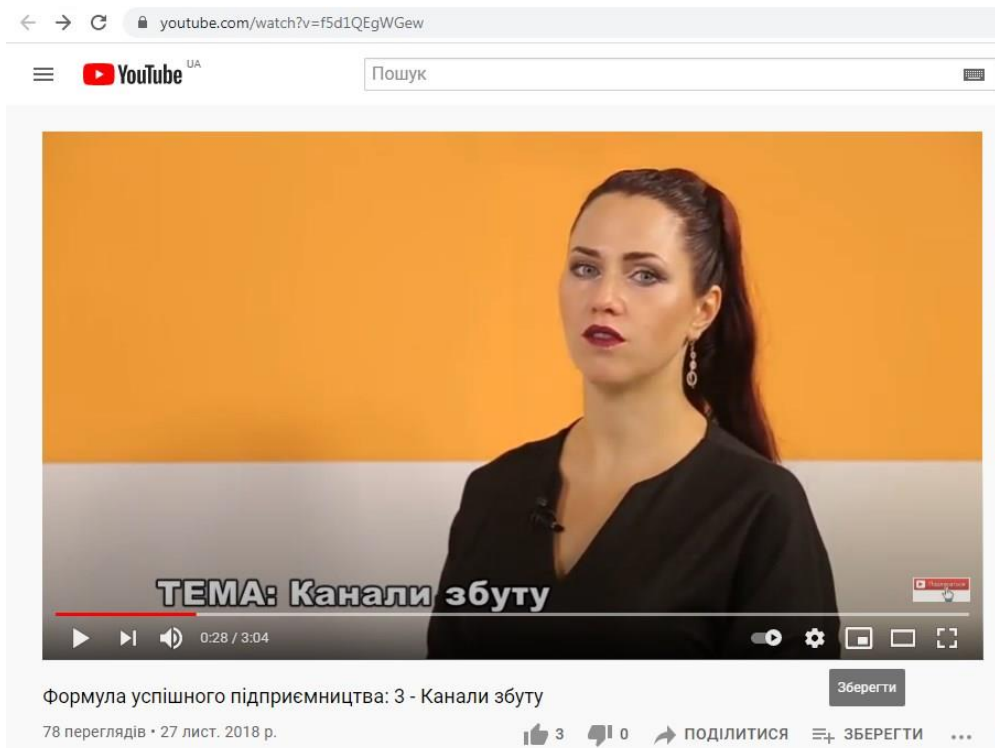 youtube.com/watch?v=f5d1QEgWGew
YouTube UA
Пошук
ТЕМА: Канали збуту
0:28 / 3:04
Зберегти
Формула успішного підприємництва: 3 - Канали збуту
78 переглядів • 27 лист. 2018 р.
3 0 ПОДІЛИТИСЯ ЗБЕРЕГТИ